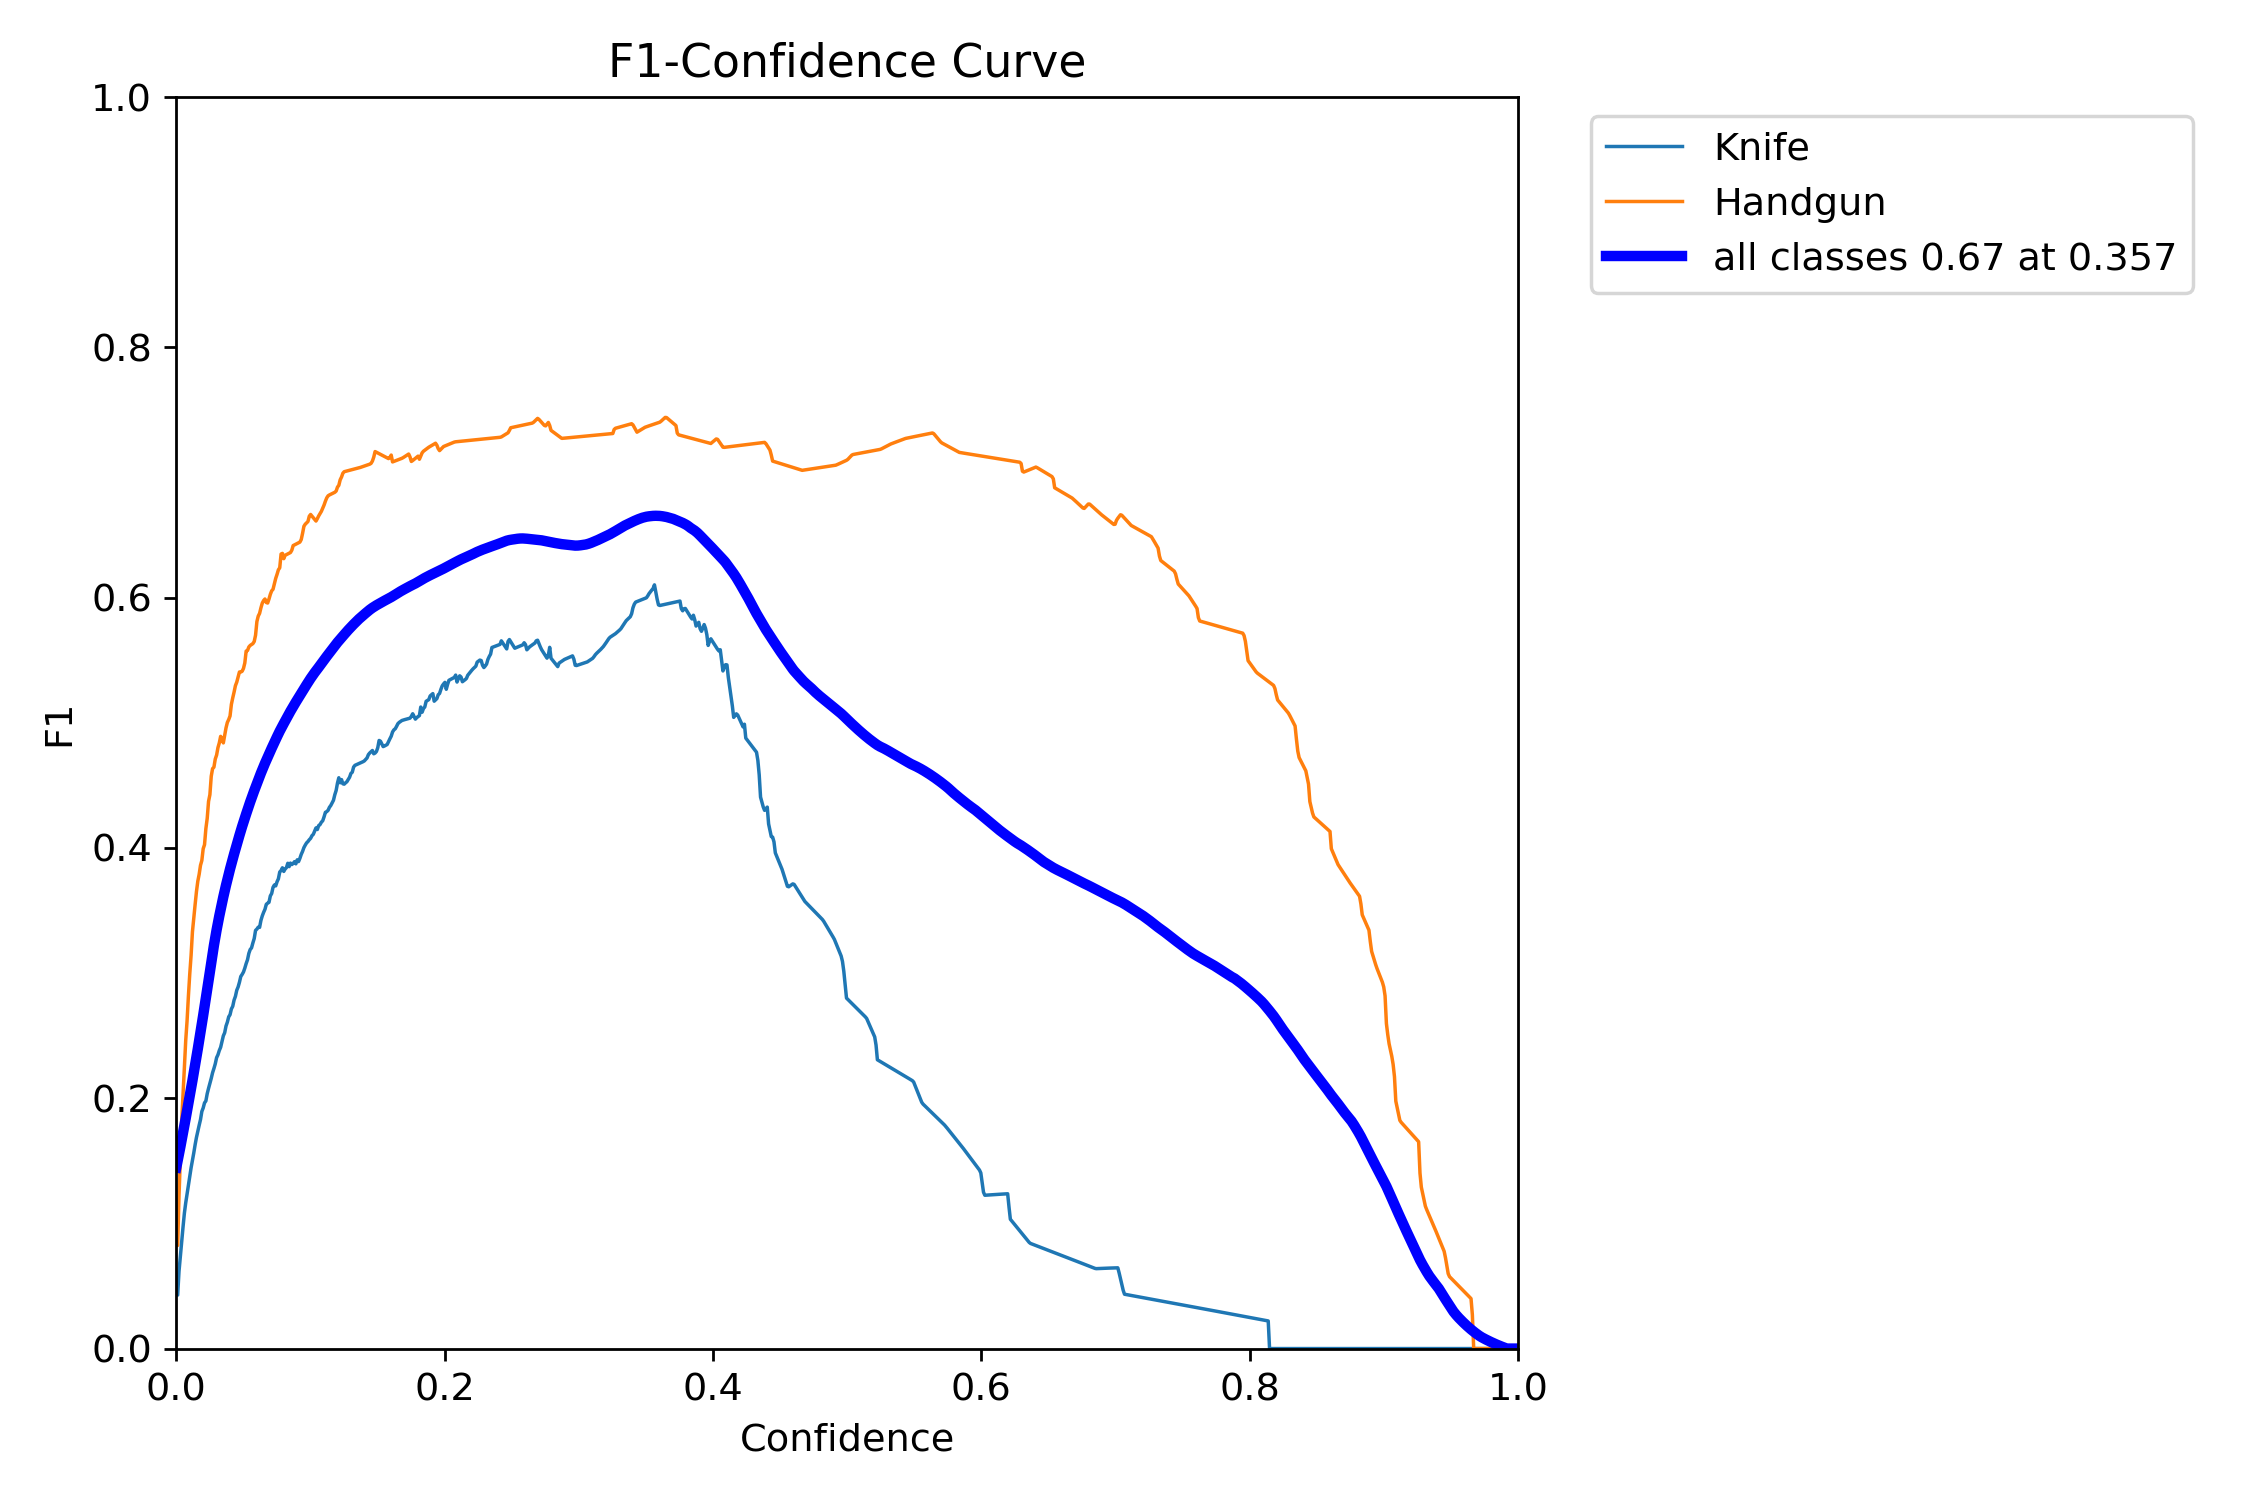 F1-Confidence Curve
1.0
0.8
0.6
0.4
0.2
0.0
F1
0.0 0.2 0.4 0.6 0.8 1.0
Confidence
Knife
Handgun
all classes 0.67 at 0.357